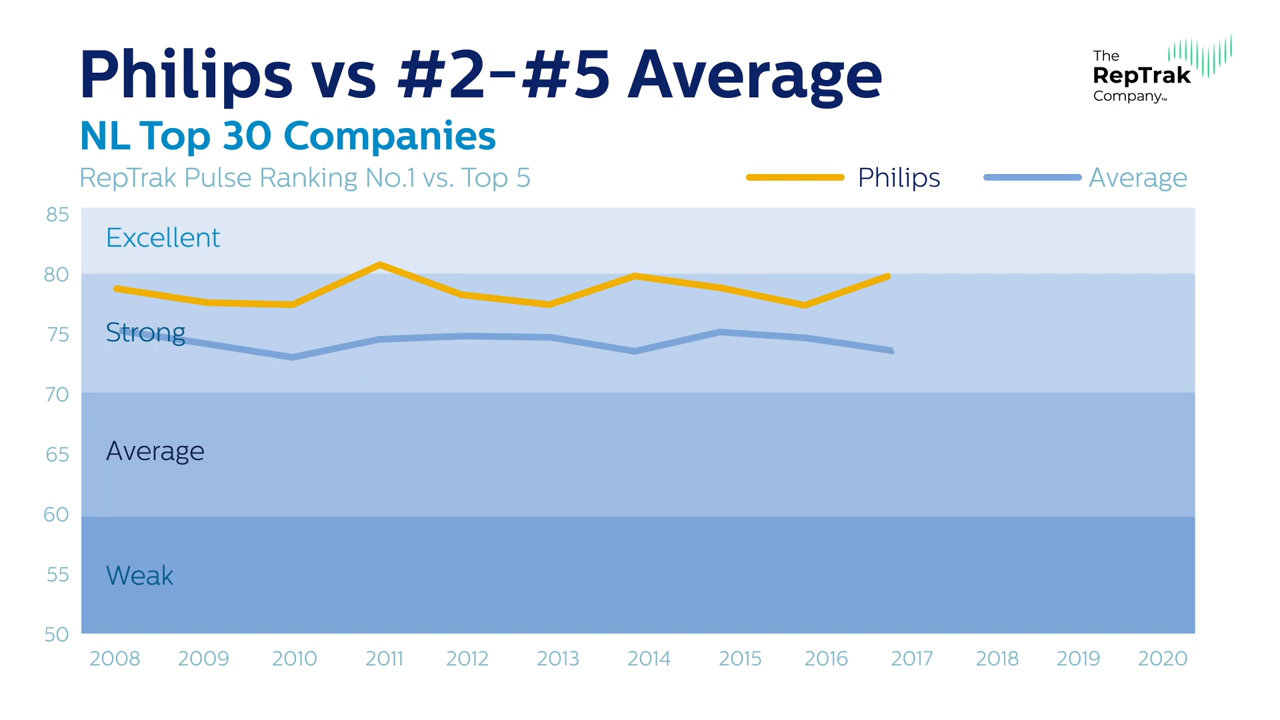 Philips vs #2-#5 Average
The
RepTrak
Company™
NL Top 30 Companies
RepTrak Pulse Ranking No.1 vs. Top 5
Philips
Average
85
Excellent
80
75
Strong
70
Average
65
60
Weak
55
50
2008 2009 2010 2011 2012 2013 2014 2015 2016 2017 2018 2019 2020